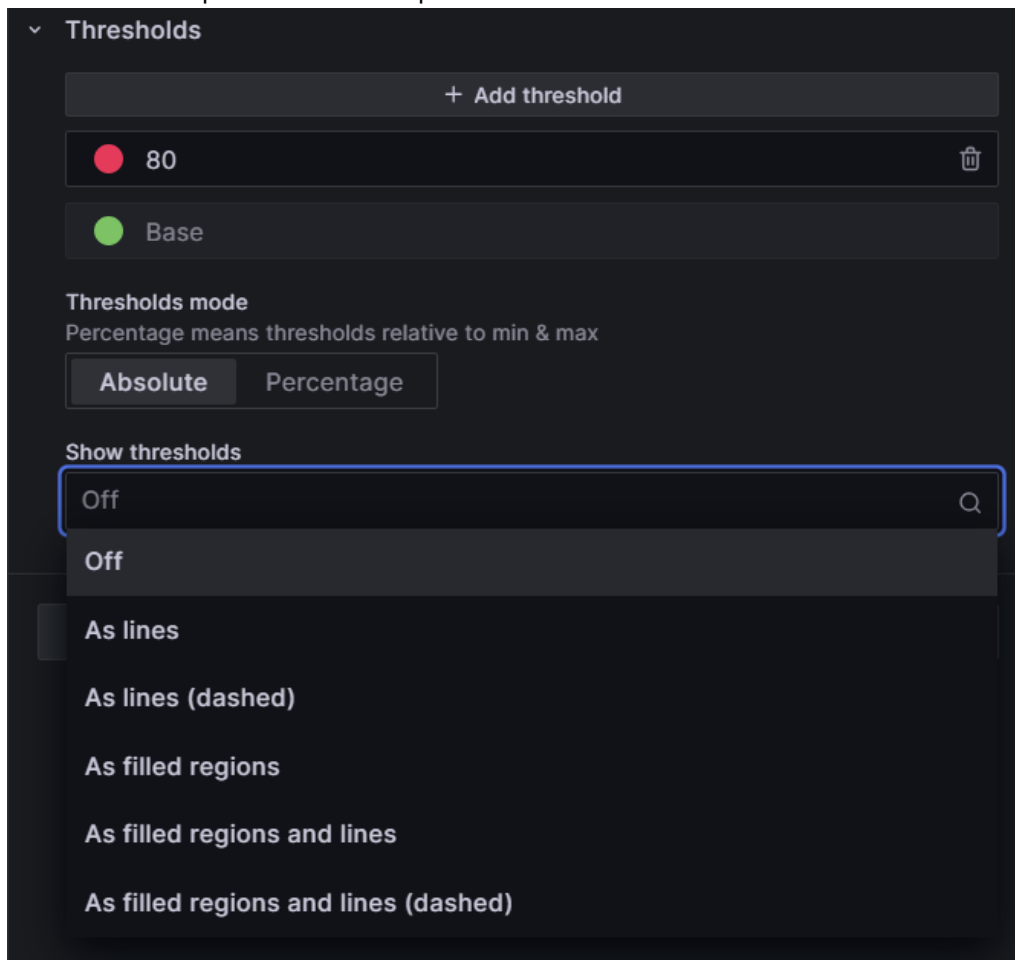 Thresholds
+ Add threshold
80
Base
Thresholds mode
Percentage means thresholds relative to min & max
Absolute Percentage
Show thresholds
Off
Off
As lines
As lines (dashed)
As filled regions
As filled regions and lines
As filled regions and lines (dashed)